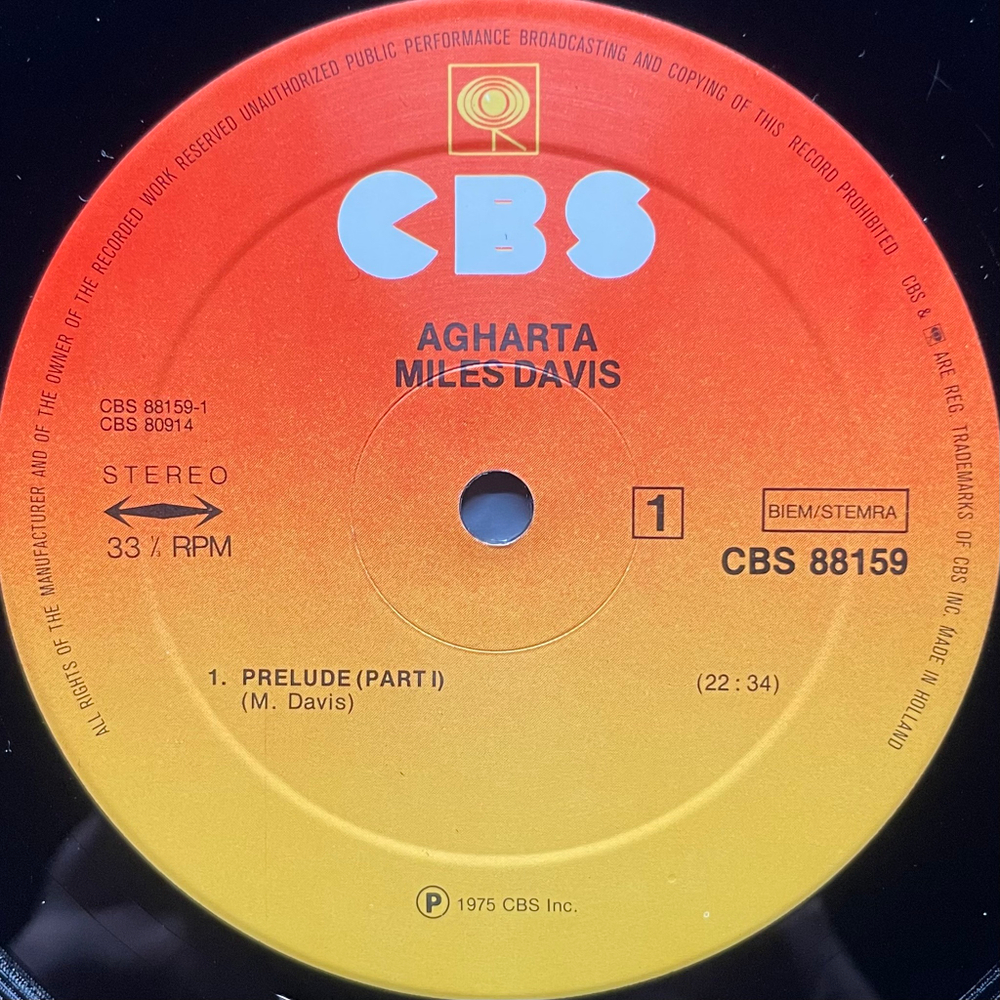 ALL RIGHTS OF THE MANUFACTURER AND OF THE OWNER OF THE RECORDED WORK RESERVED UNAUTHORIZED PUBLIC PERFORMANCE BROADCASTING AND COPYING OF THIS RECORD PROHIBITED CBS & ARE REG. TRADEMARKS OF CBS INC. MADE IN HOLLAND
CBS
AGHARTA
MILES DAVIS
CBS 88159-1
CBS 80914
STEREO
33 ⅓ RPM
1
BIEM/STEMRA
CBS 88159
1. PRELUDE (PART I) (22:34)
(M. Davis)
Ⓟ 1975 CBS Inc.